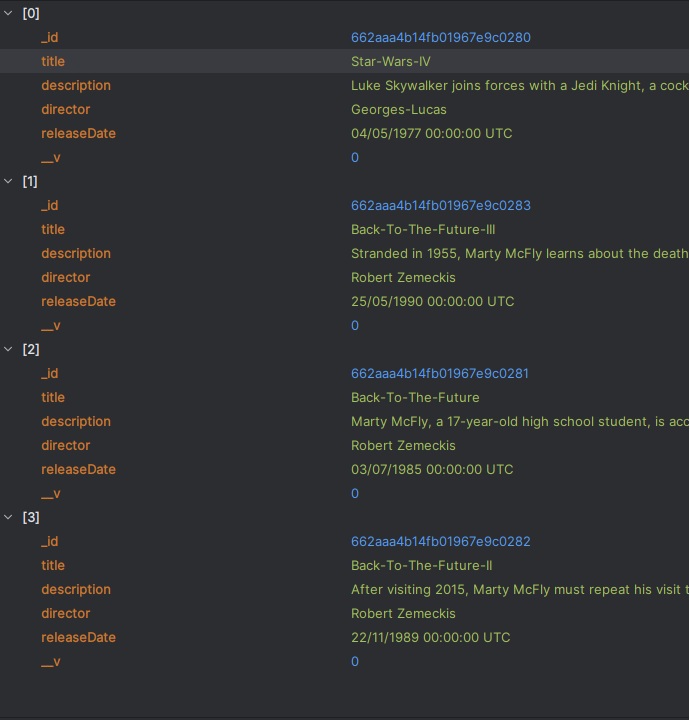 [0]
_id 662aaa4b14fb01967e9c0280
title Star-Wars-IV
description Luke Skywalker joins forces with a Jedi Knight, a cock
director Georges-Lucas
releaseDate 04/05/1977 00:00:00 UTC
__v 0
[1]
_id 662aaa4b14fb01967e9c0283
title Back-To-The-Future-III
description Stranded in 1955, Marty McFly learns about the death
director Robert Zemeckis
releaseDate 25/05/1990 00:00:00 UTC
__v 0
[2]
_id 662aaa4b14fb01967e9c0281
title Back-To-The-Future
description Marty McFly, a 17-year-old high school student, is acc
director Robert Zemeckis
releaseDate 03/07/1985 00:00:00 UTC
__v 0
[3]
_id 662aaa4b14fb01967e9c0282
title Back-To-The-Future-II
description After visiting 2015, Marty McFly must repeat his visit t
director Robert Zemeckis
releaseDate 22/11/1989 00:00:00 UTC
__v 0